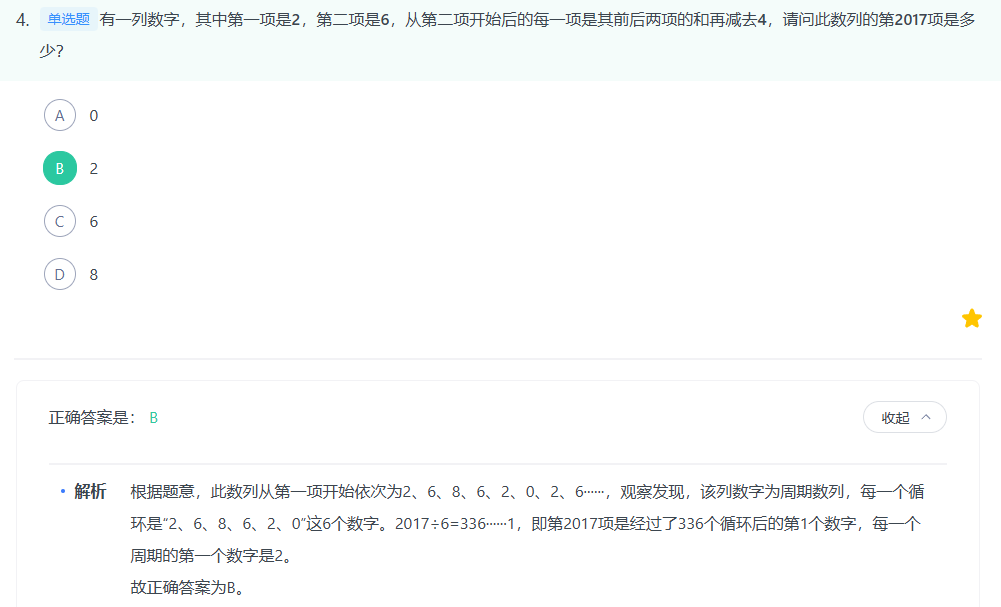 4. 单选题 有一列数字，其中第一项是2，第二项是6，从第二项开始后的每一项是其前后两项的和再减去4，请问此数列的第2017项是多
少？
A 0
B 2
C 6
D 8
正确答案是： B 收起
• 解析 根据题意，此数列从第一项开始依次为2、6、8、6、2、0、2、6······，观察发现，该列数字为周期数列，每一个循
环是“2、6、8、6、2、0”这6个数字。2017÷6=336······1，即第2017项是经过了336个循环后的第1个数字，每一个
周期的第一个数字是2。
故正确答案为B。